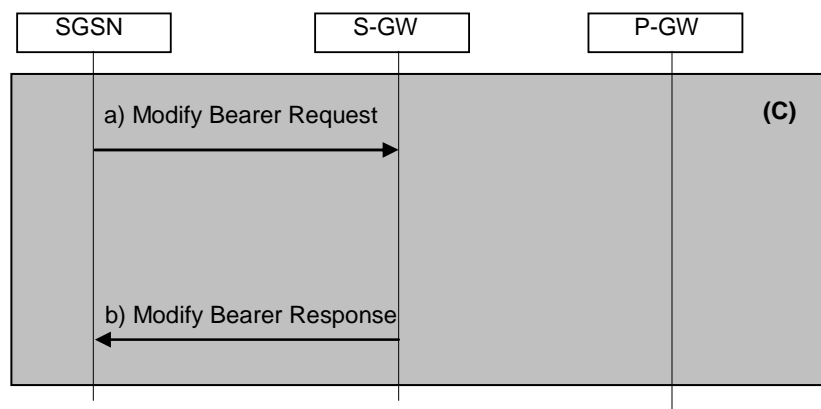 SGSN
S-GW
P-GW
(C)
a) Modify Bearer Request
b) Modify Bearer Response